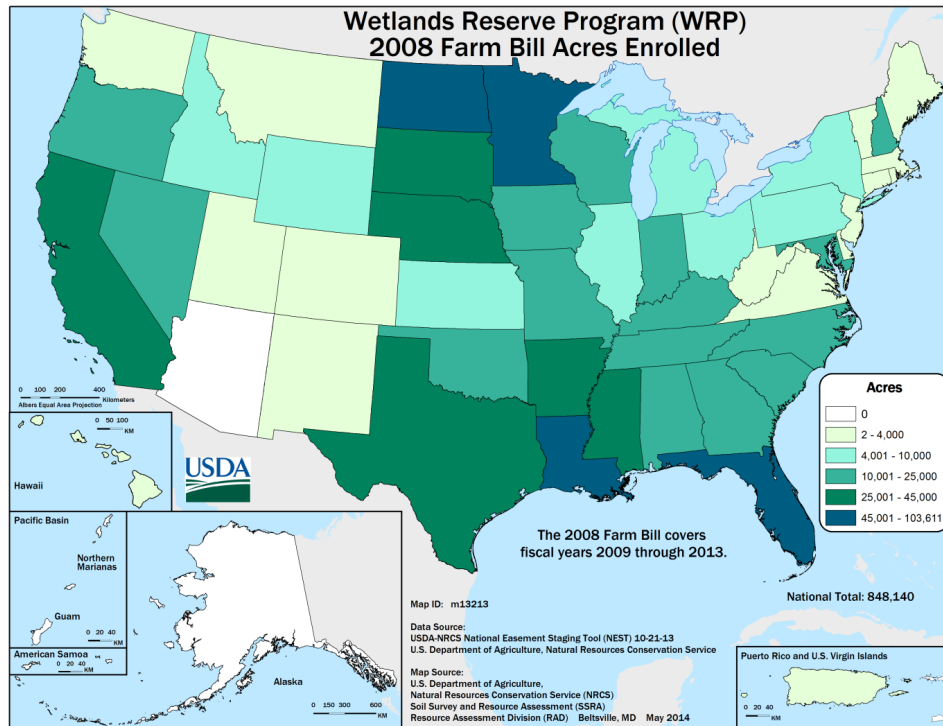 Wetlands Reserve Program (WRP)
2008 Farm Bill Acres Enrolled
0 100 200 400
Kilometers
Albers Equal Area Projection
Acres
0
2 - 4,000
4,001 - 10,000
10,001 - 25,000
25,001 - 45,000
45,001 - 103,611
0 50 100
KM
Hawaii
USDA
Pacific Basin
Northern
Marianas
Guam
0 20 40
KM
American Samoa
0 20 40
KM
Alaska
0 150 300 600
KM
The 2008 Farm Bill covers
fiscal years 2009 through 2013.
National Total: 848,140
Map ID: m13213
Data Source:
USDA-NRCS National Easement Staging Tool (NEST) 10-21-13
U.S. Department of Agriculture, Natural Resources Conservation Service
Map Source:
U.S. Department of Agriculture,
Natural Resources Conservation Service (NRCS)
Soil Survey and Resource Assessment (SSRA)
Resource Assessment Division (RAD) Beltsville, MD May 2014
Puerto Rico and U.S. Virgin Islands
0 20 40
KM